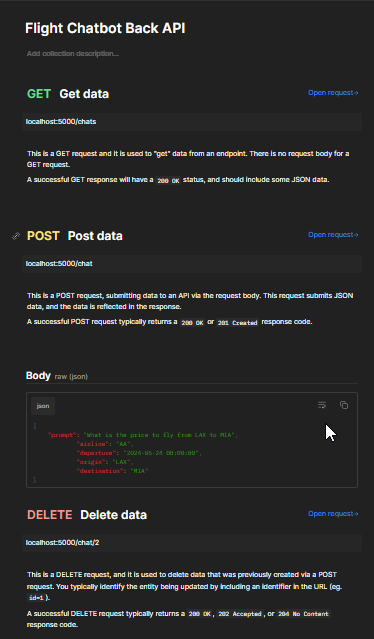 Flight Chatbot Back API
Add collection description...
GET Get data
Open request→
localhost:5000/chats
This is a GET request and it is used to "get" data from an endpoint. There is no request body for a
GET request.
A successful GET response will have a 200 OK status, and should include some JSON data.
POST Post data
Open request→
localhost:5000/chat
This is a POST request, submitting data to an API via the request body. This request submits JSON
data, and the data is reflected in the response.
A successful POST request typically returns a 200 OK or 201 Created response code.
Body raw (json)
json
{
"prompt": "What is the price to fly from LAX to MIA",
"airline": "AA",
"departure": "2024-05-24 00:00:00",
"origin": "LAX",
"destination": "MIA"
}
DELETE Delete data
Open request→
localhost:5000/chat/2
This is a DELETE request, and it is used to delete data that was previously created via a POST
request. You typically identify the entity being updated by including an identifier in the URL (eg.
id=1 ).
A successful DELETE request typically returns a 200 OK , 202 Accepted , or 204 No Content
response code.